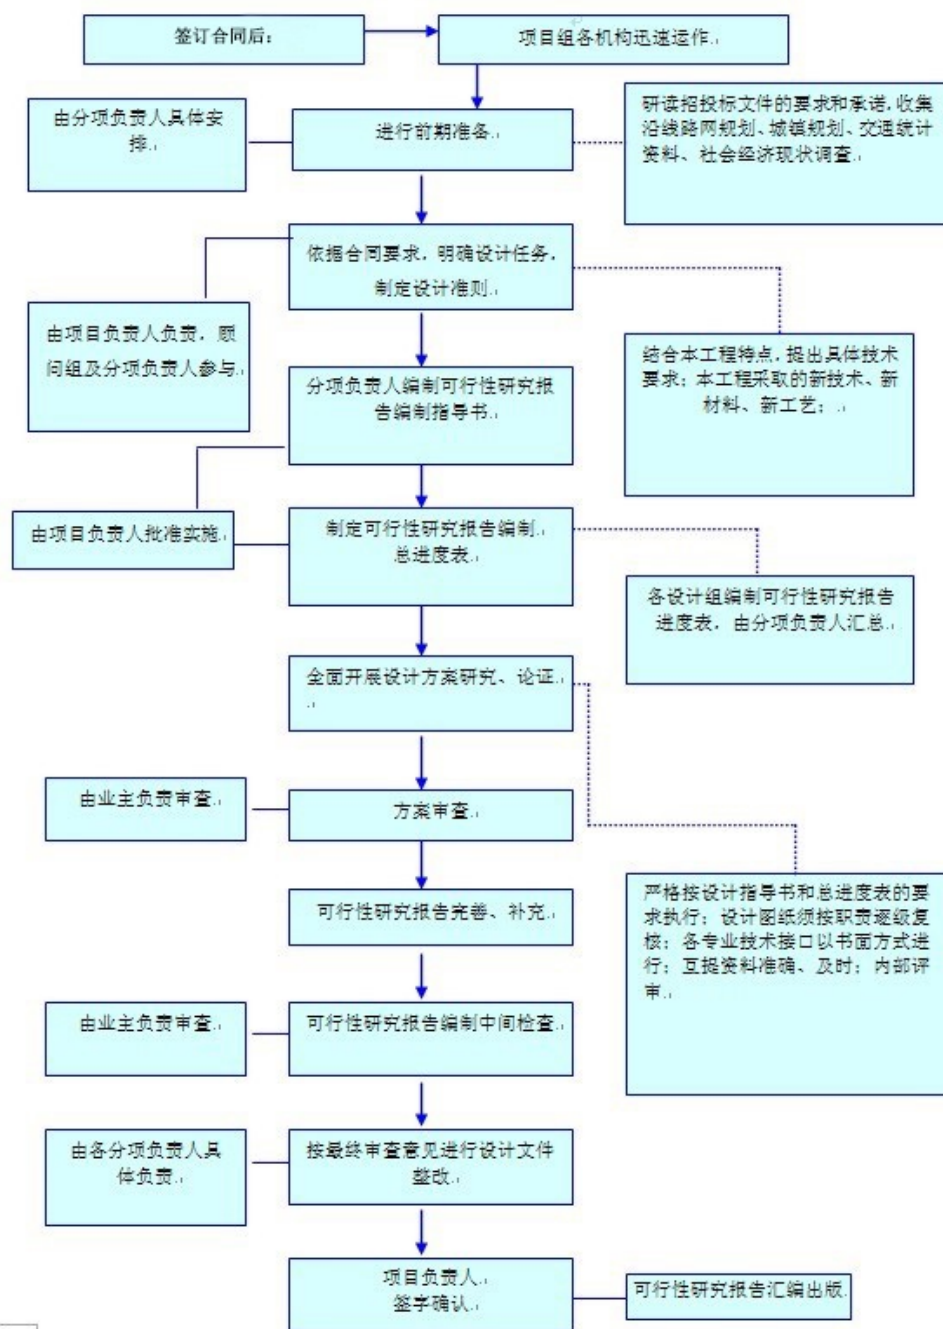 签订合同后：
项目组各机构迅速运作
由分项负责人具体安
排
进行前期准备
研读招投标文件的要求和承诺，收集
沿线路网规划、城镇规划、交通统计
资料、社会经济现状调查
依据合同要求，明确设计任务，
制定设计准则
由项目负责人负责，顾
问组及分项负责人参与
结合本工程特点，提出具体技术
要求；本工程采取的新技术、新
材料、新工艺；
分项负责人编制可行性研究报
告编制指导书
由项目负责人批准实施
制定可行性研究报告编制
总进度表
各设计组编制可行性研究报告
进度表，由分项负责人汇总
全面开展设计方案研究、论证
由业主负责审查
方案审查
严格按设计指导书和总进度表的要
求执行；设计图纸须按职责逐级复
核；各专业技术接口以书面方式进
行；互提资料准确、及时；内部评
审
可行性研究报告完善、补充
由业主负责审查
可行性研究报告编制中间检查
由各分项负责人具
体负责
按最终审查意见进行设计文件
整改
项目负责人
签字确认
可行性研究报告汇编出版